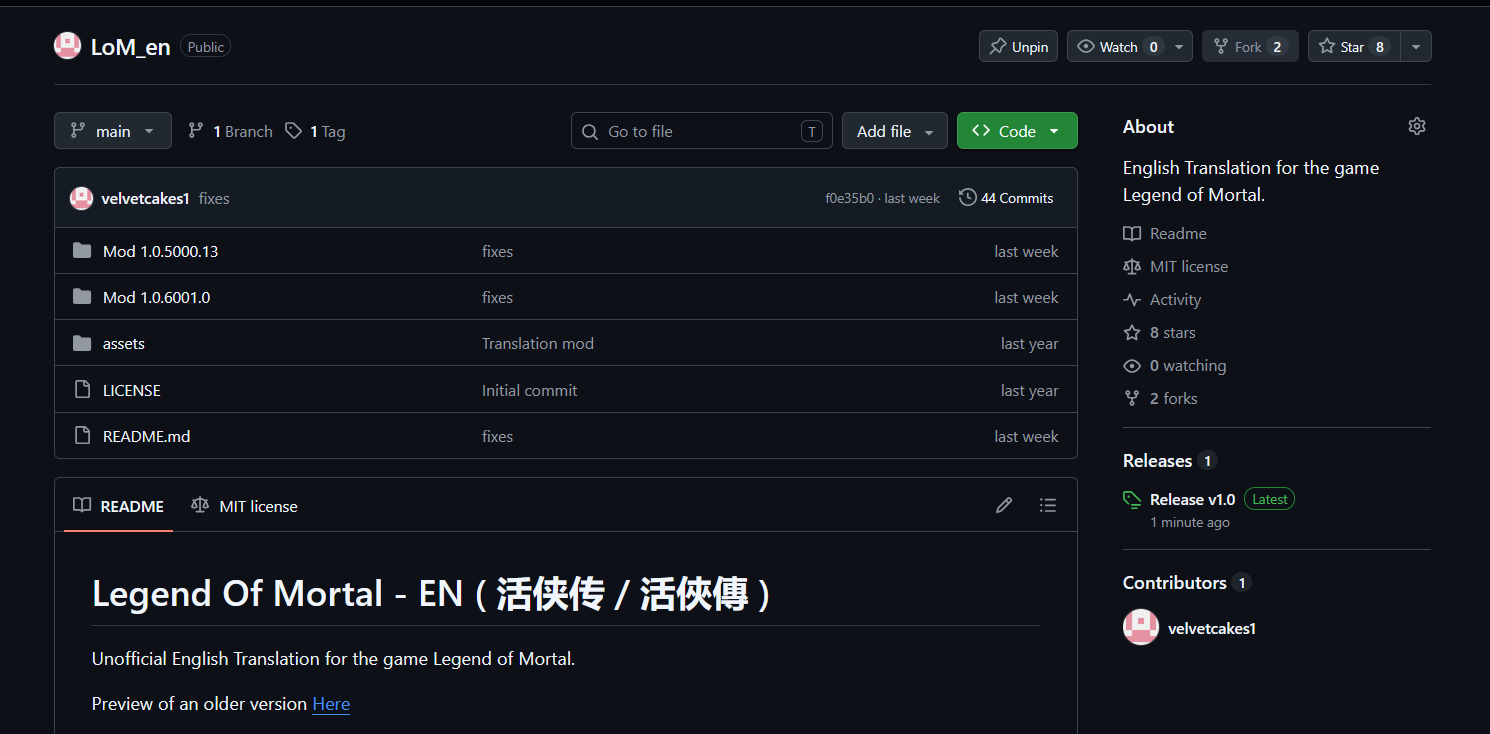 LoM_en Public Unpin Watch 0 Fork 2 Star 8
main 1 Branch 1 Tag Go to file T Add file Code
velvetcakes1 fixes f0e35b0 · last week 44 Commits
Mod 1.0.5000.13 fixes last week
Mod 1.0.6001.0 fixes last week
assets Translation mod last year
LICENSE Initial commit last year
README.md fixes last week
README MIT license
Legend Of Mortal - EN ( 活侠传 / 活俠傳 )
Unofficial English Translation for the game Legend of Mortal.
Preview of an older version Here
About
English Translation for the game
Legend of Mortal.
Readme
MIT license
Activity
8 stars
0 watching
2 forks
Releases 1
Release v1.0 Latest
1 minute ago
Contributors 1
velvetcakes1